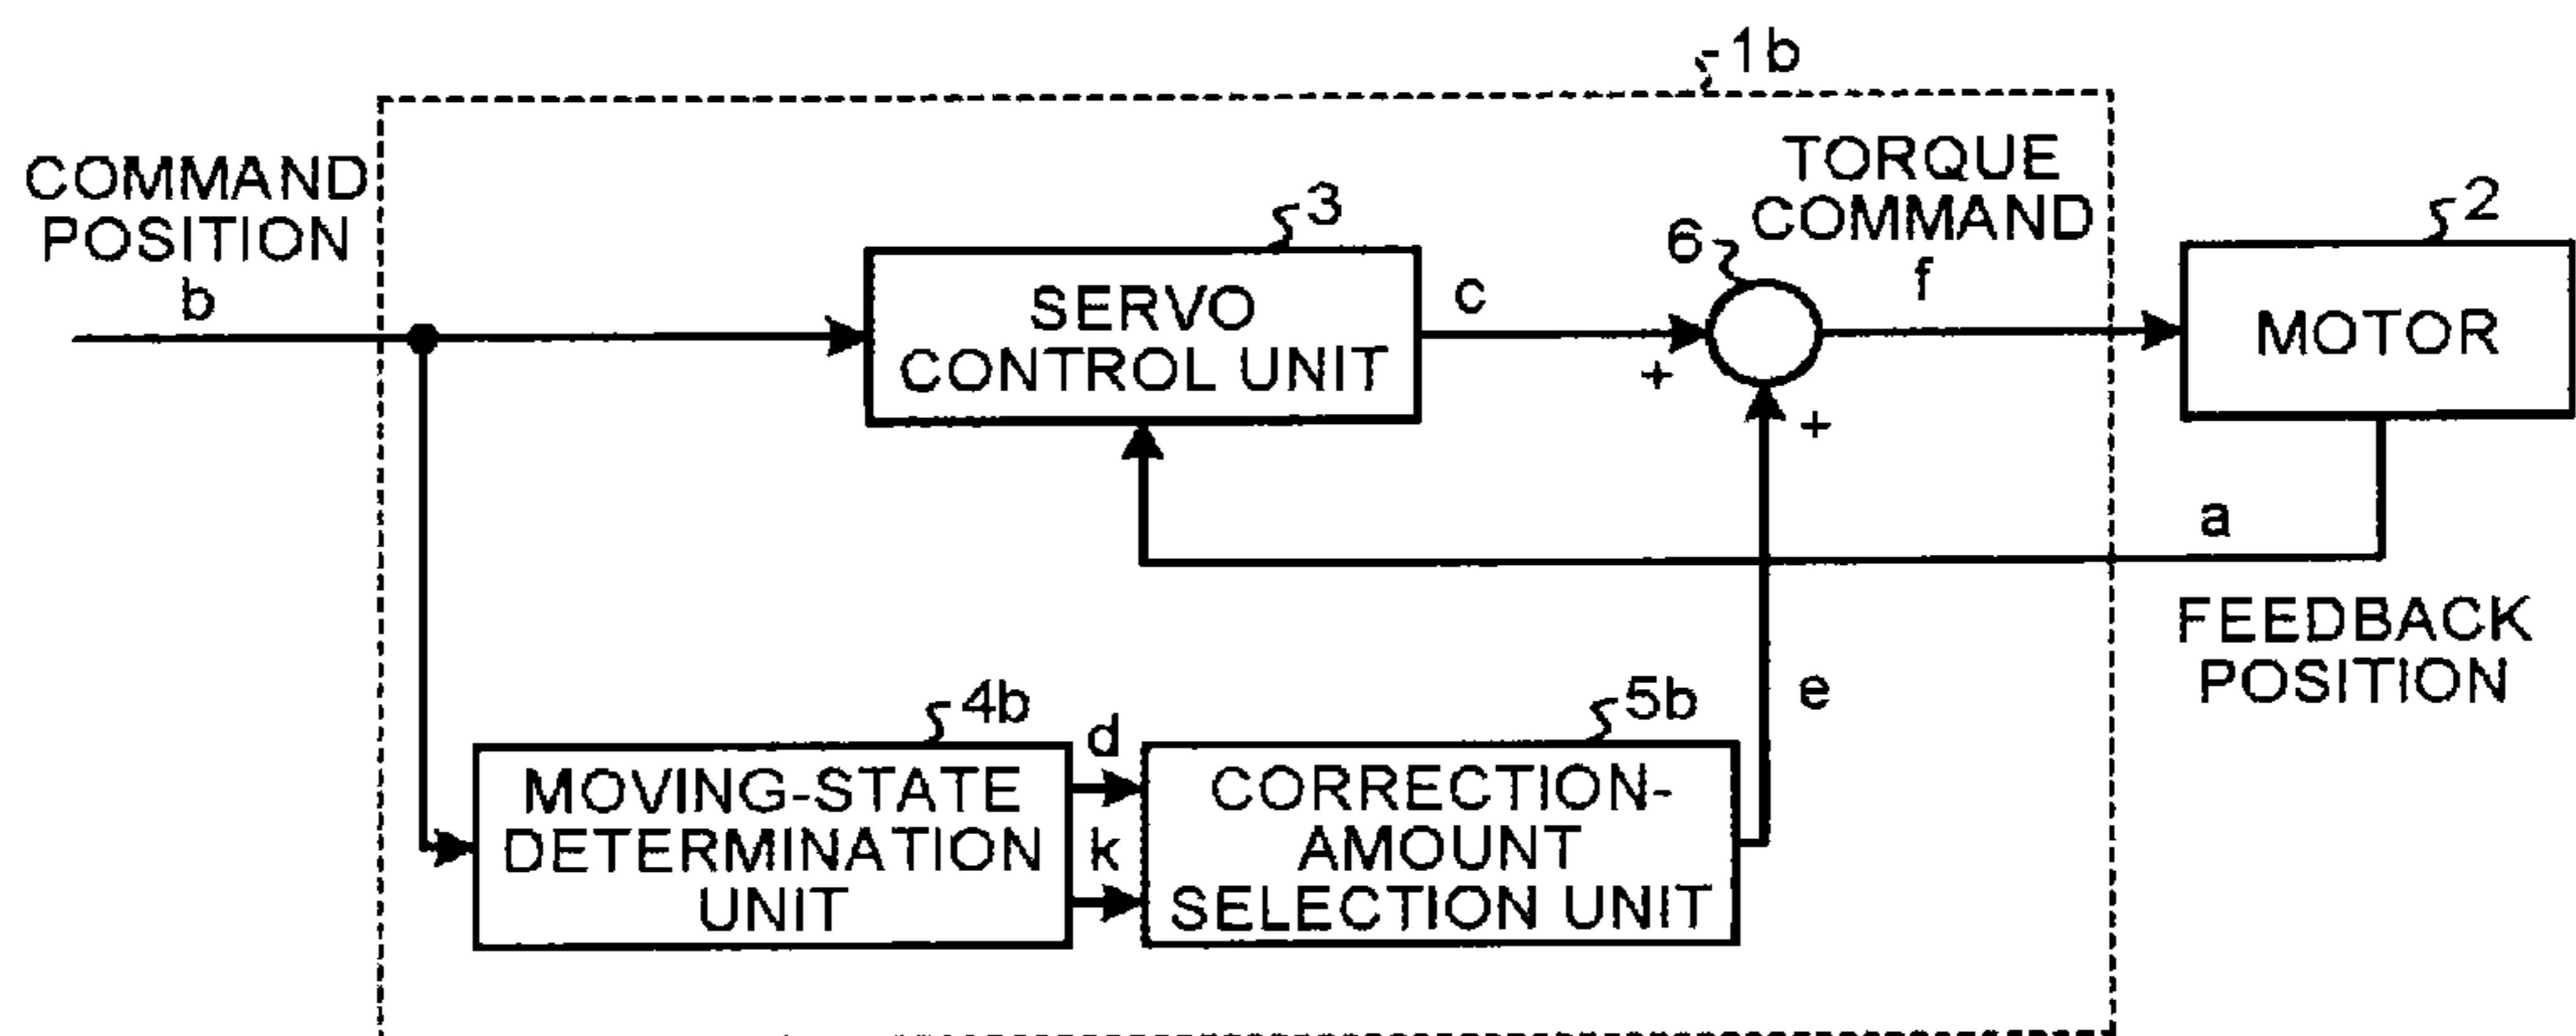 1b
COMMAND
POSITION
b
3
SERVO
CONTROL UNIT
c
+
6
+
TORQUE
COMMAND
f
2
MOTOR
a
FEEDBACK
POSITION
4b
MOVING-STATE
DETERMINATION
UNIT
d
k
5b
CORRECTION-
AMOUNT
SELECTION UNIT
e